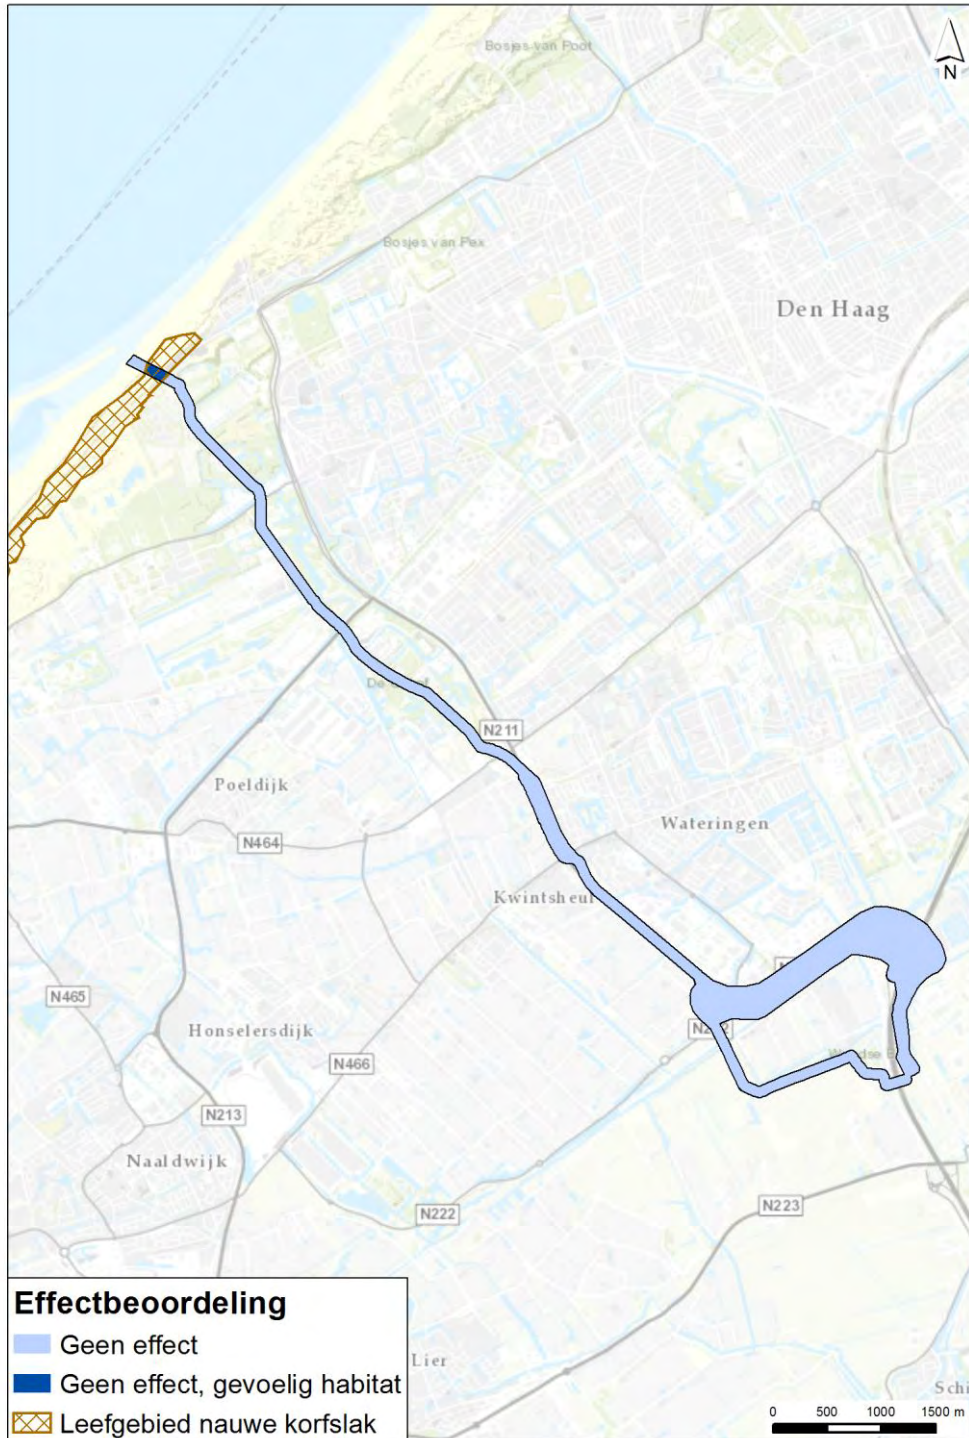 Bosjes van Poot
N
Bosjes van Pex
Den Haag
N211
Poeldijk
Wateringen
N464
Kwintsheul
N465
Honselersdijk
N466
N213
Naaldwijk
N223
N222
Effectbeoordeling
Geen effect
Lier
Geen effect, gevoelig habitat
Leefgebied nauwe korfslak
Schi
0 500 1000 1500 m